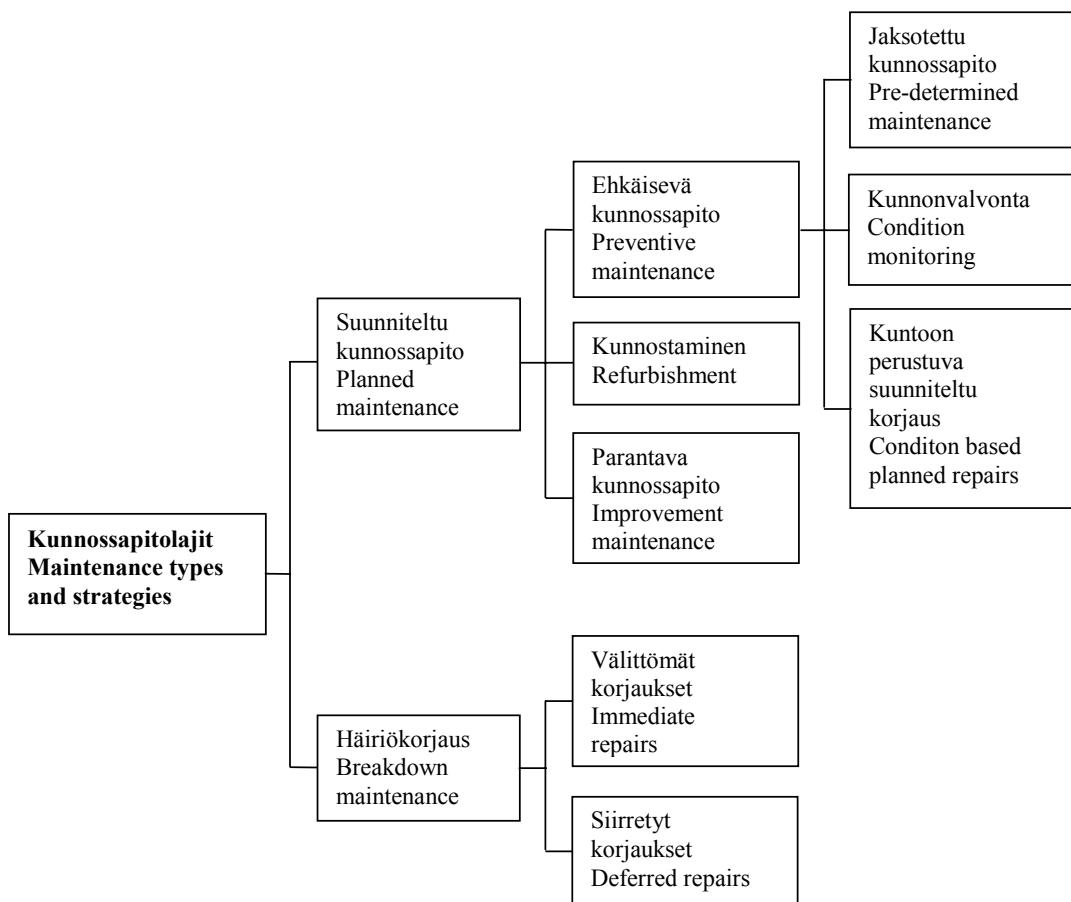 Kunnossapitolajit
Maintenance types
and strategies
Suunniteltu
kunnossapito
Planned
maintenance
Ehkäisevä
kunnossapito
Preventive
maintenance
Jaksotettu
kunnossapito
Pre-determined
maintenance
Kunnonvalvonta
Condition
monitoring
Kuntoon
perustuva
suunniteltu
korjaus
Conditon based
planned repairs
Kunnostaminen
Refurbishment
Parantava
kunnossapito
Improvement
maintenance
Häiriökorjaus
Breakdown
maintenance
Välittömät
korjaukset
Immediate
repairs
Siirretyt
korjaukset
Deferred repairs